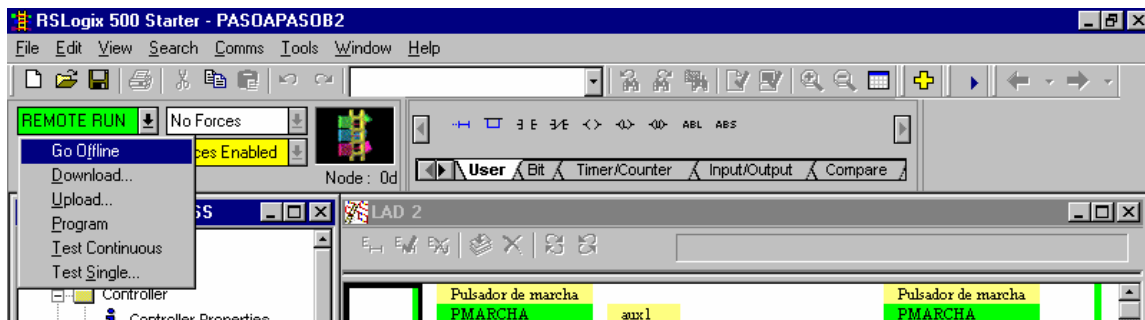 RSLogix 500 Starter - PASOAPASOB2
File Edit View Search Comms Tools Window Help
REMOTE RUN No Forces
Go Offline
ces Enabled
Download...
Node : 0d
ABL ABS
User Bit Timer/Counter Input/Output Compare
Upload...
SS
LAD 2
Program
Test Continuous
Test Single...
Controller
Controller Properties
Pulsador de marcha
Pulsador de marcha
PMARCHA
aux1
PMARCHA